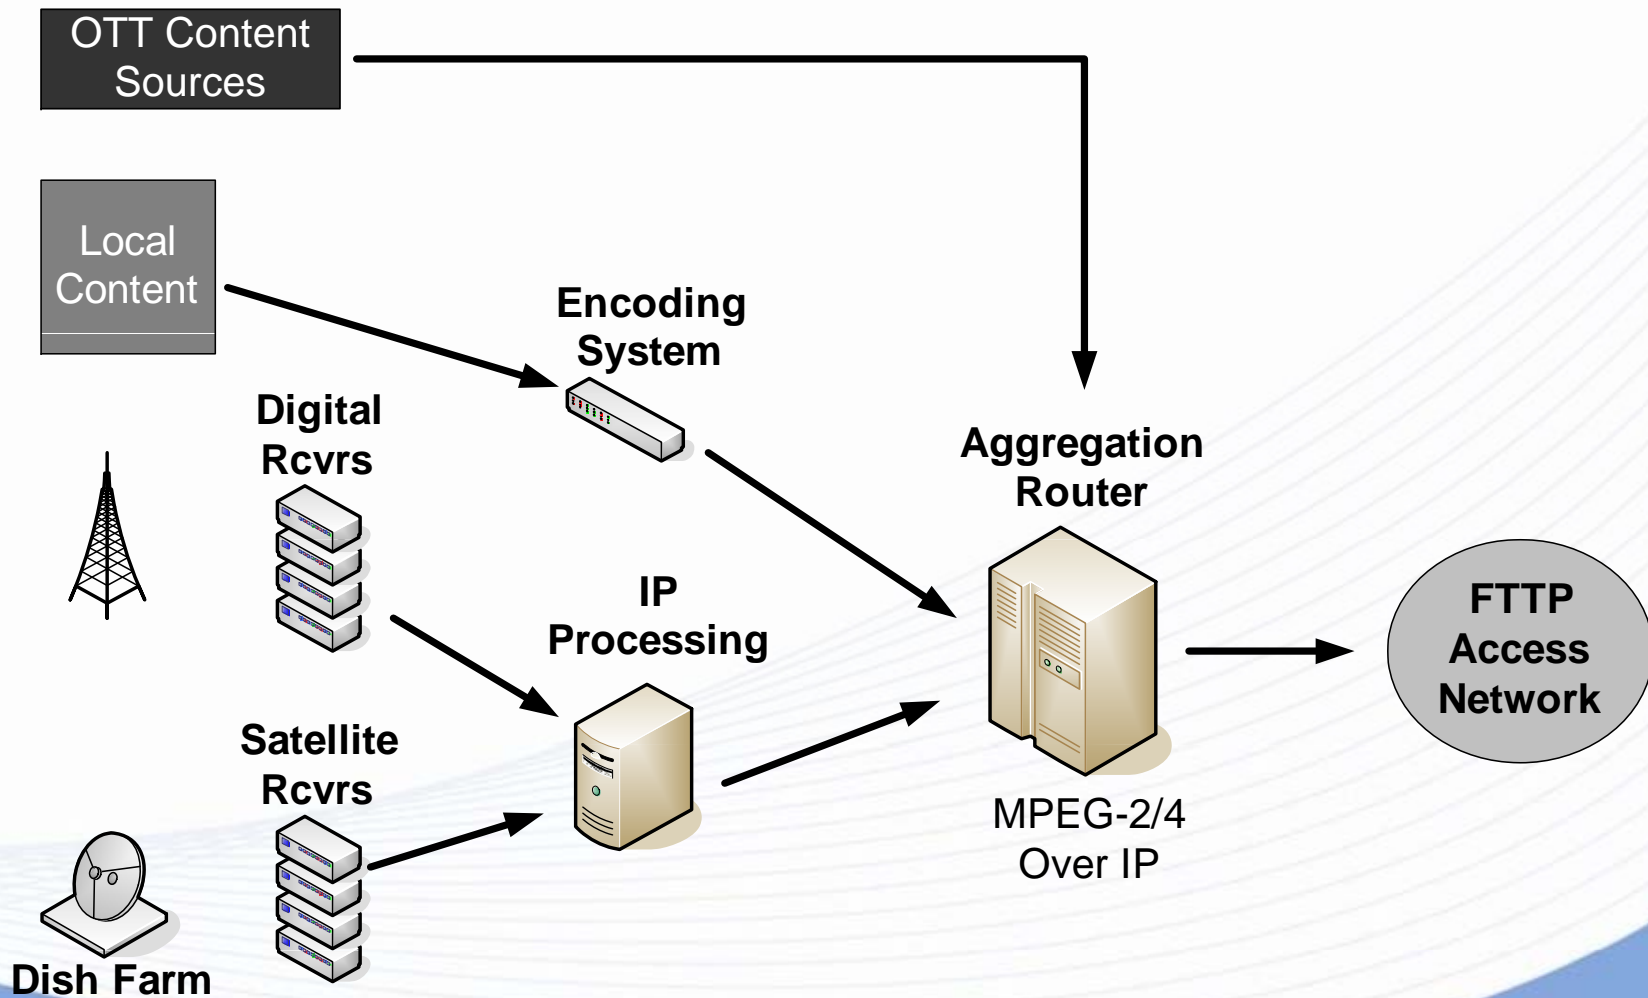 OTT Content
Sources
Local
Content
Encoding
System
Digital
Rcvrs
Aggregation
Router
IP
Processing
FTTP
Access
Network
Satellite
Rcvrs
MPEG-2/4
Over IP
Dish Farm